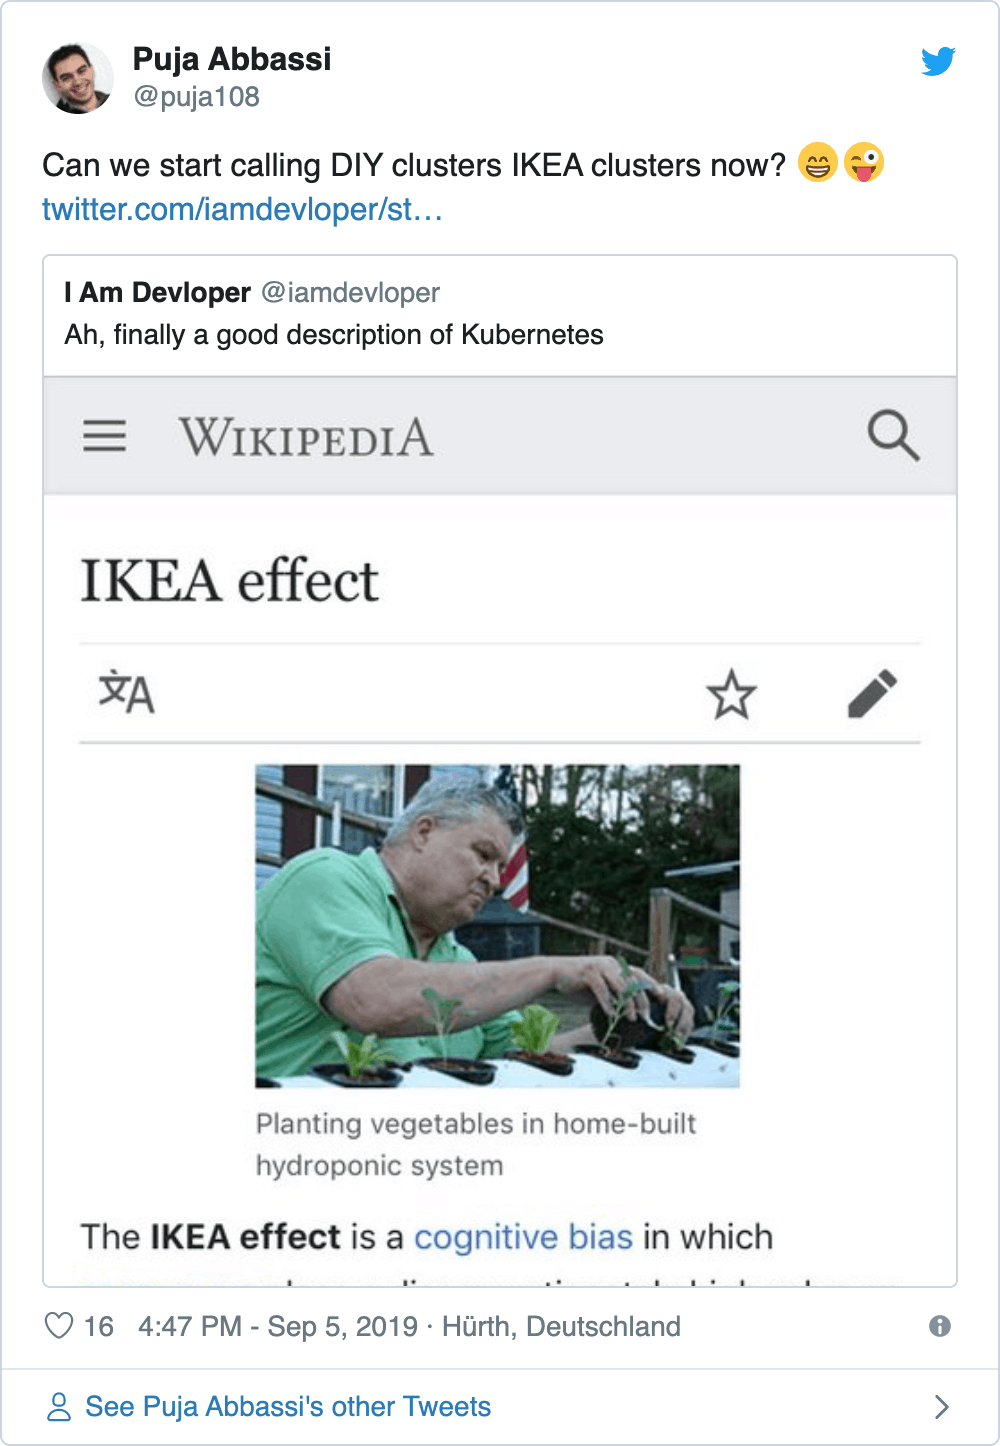 Puja Abbassi
@puja108
Can we start calling DIY clusters IKEA clusters now? 😁😜
twitter.com/iamdevloper/st…
I Am Devloper @iamdevloper
Ah, finally a good description of Kubernetes
WIKIPEDIA
IKEA effect
文A
Planting vegetables in home-built
hydroponic system
The IKEA effect is a cognitive bias in which
16 4:47 PM - Sep 5, 2019 · Hürth, Deutschland
See Puja Abbassi's other Tweets